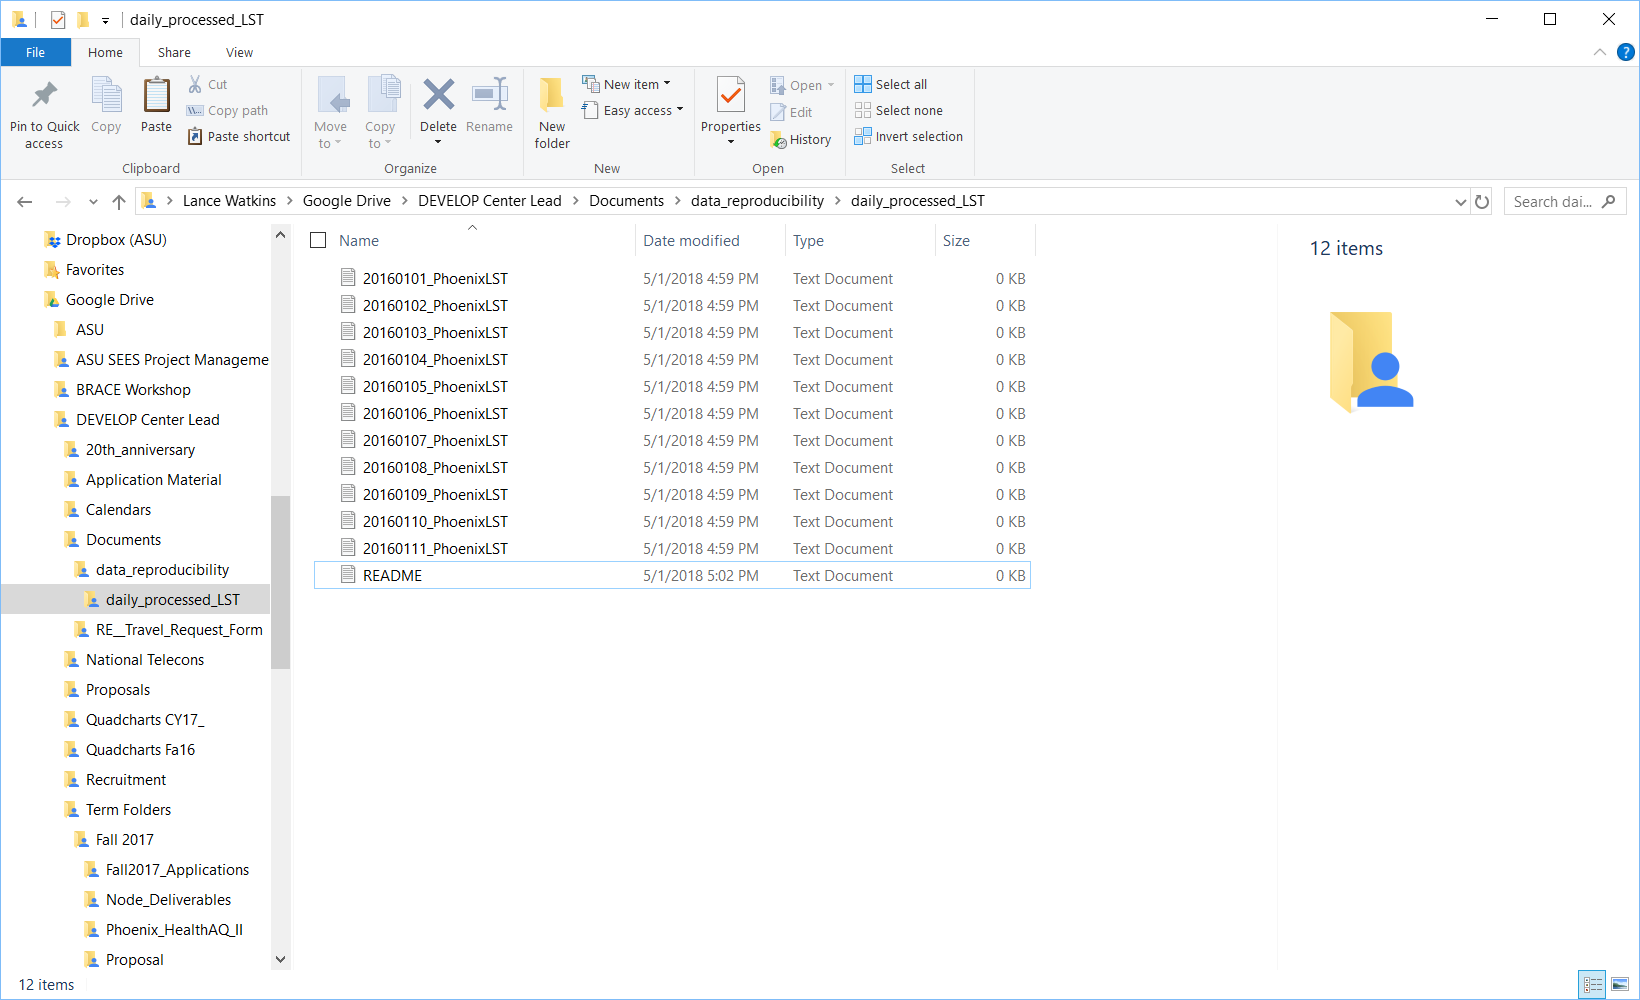 daily_processed_LST
File Home Share View
Pin to Quick access
Copy
Paste
Cut
Copy path
Paste shortcut
Clipboard
Move to
Copy to
Delete
Rename
Organize
New folder
New item
Easy access
New
Properties
Open
Edit
History
Open
Select all
Select none
Invert selection
Select
Lance Watkins > Google Drive > DEVELOP Center Lead > Documents > data_reproducibility > daily_processed_LST
Search dai...
Dropbox (ASU)
Favorites
Google Drive
ASU
ASU SEES Project Manageme
BRACE Workshop
DEVELOP Center Lead
20th_anniversary
Application Material
Calendars
Documents
data_reproducibility
daily_processed_LST
RE__Travel_Request_Form
National Telecons
Proposals
Quadcharts CY17_
Quadcharts Fa16
Recruitment
Term Folders
Fall 2017
Fall2017_Applications
Node_Deliverables
Phoenix_HealthAQ_II
Proposal
Name Date modified Type Size
20160101_PhoenixLST 5/1/2018 4:59 PM Text Document 0 KB
20160102_PhoenixLST 5/1/2018 4:59 PM Text Document 0 KB
20160103_PhoenixLST 5/1/2018 4:59 PM Text Document 0 KB
20160104_PhoenixLST 5/1/2018 4:59 PM Text Document 0 KB
20160105_PhoenixLST 5/1/2018 4:59 PM Text Document 0 KB
20160106_PhoenixLST 5/1/2018 4:59 PM Text Document 0 KB
20160107_PhoenixLST 5/1/2018 4:59 PM Text Document 0 KB
20160108_PhoenixLST 5/1/2018 4:59 PM Text Document 0 KB
20160109_PhoenixLST 5/1/2018 4:59 PM Text Document 0 KB
20160110_PhoenixLST 5/1/2018 4:59 PM Text Document 0 KB
20160111_PhoenixLST 5/1/2018 4:59 PM Text Document 0 KB
README 5/1/2018 5:02 PM Text Document 0 KB
12 items
12 items